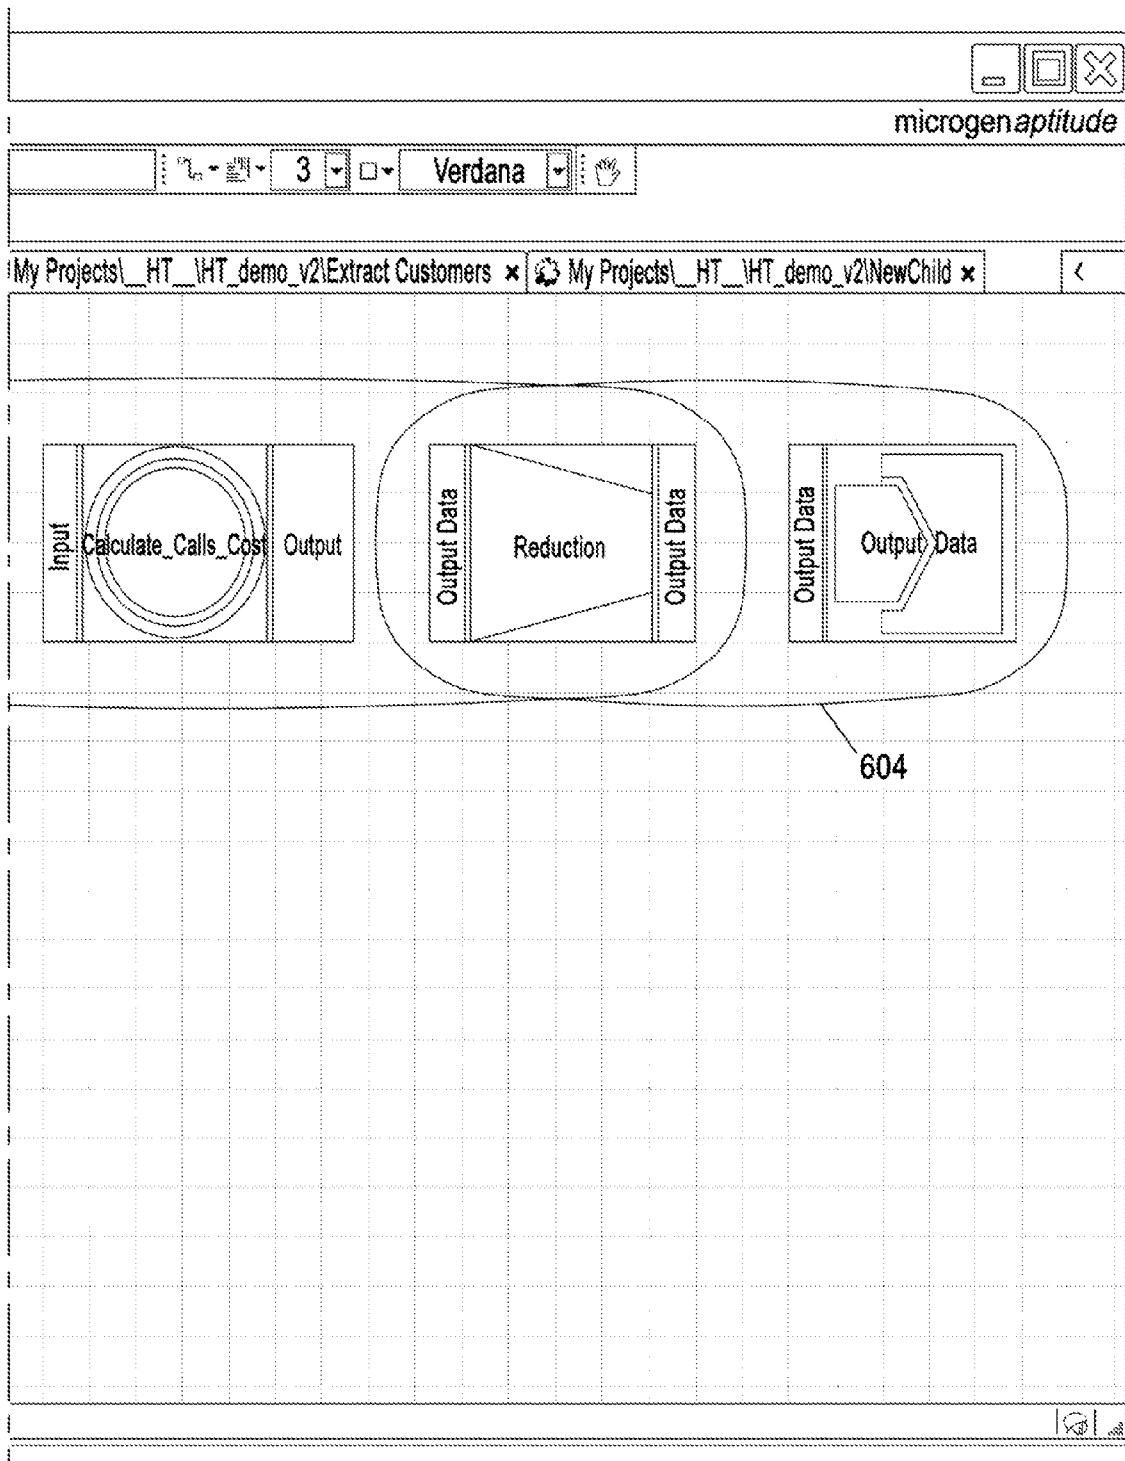 microgenaptitude
3 Verdana
My Projects\__HT__\HT_demo_v2\Extract Customers × My Projects\__HT__\HT_demo_v2\NewChild × <
Input Calculate_Calls_Cost Output
Output Data Reduction Output Data
Output Data Output Data
604